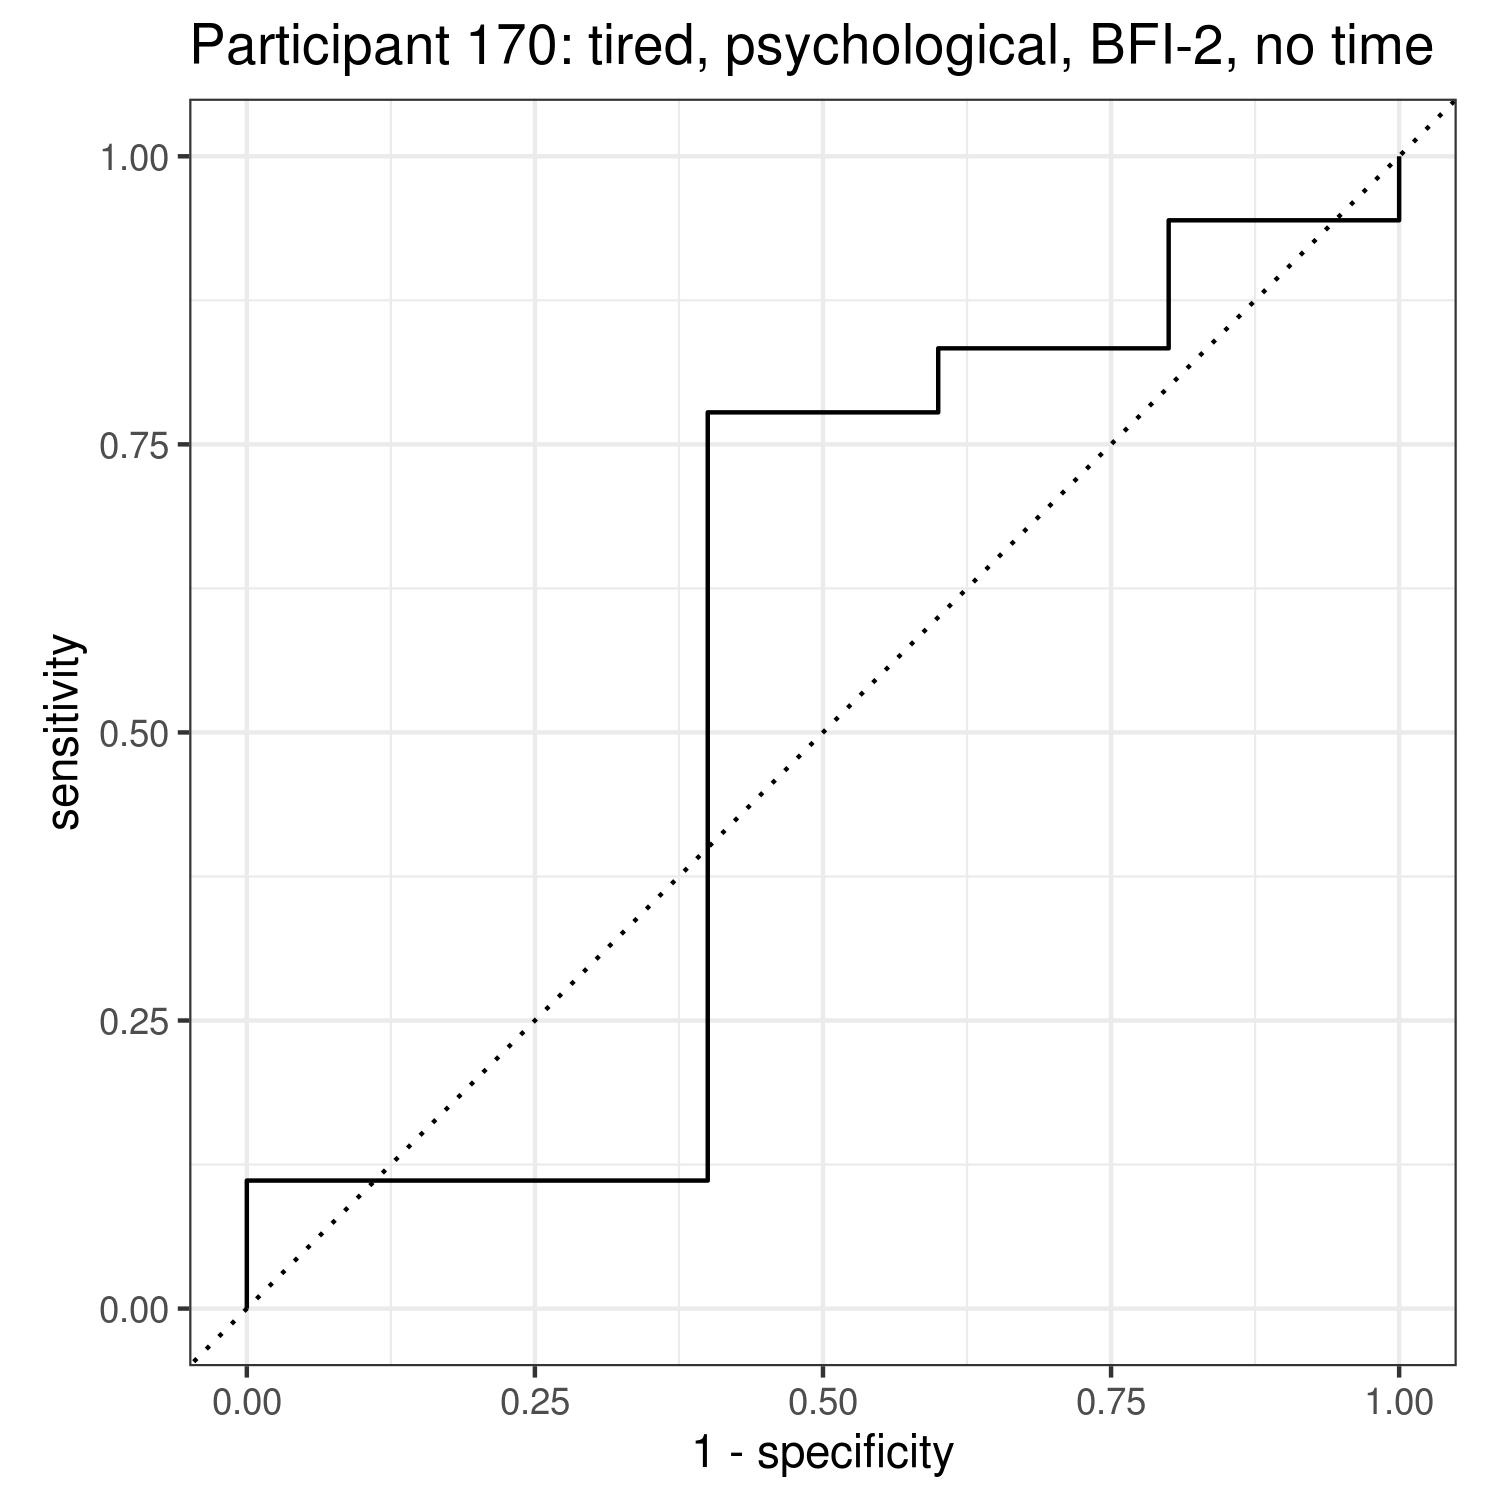 Participant 170: tired, psychological, BFI-2, no time
1.00
0.75
0.50
0.25
0.00
sensitivity
0.00 0.25 0.50 0.75 1.00
1 - specificity